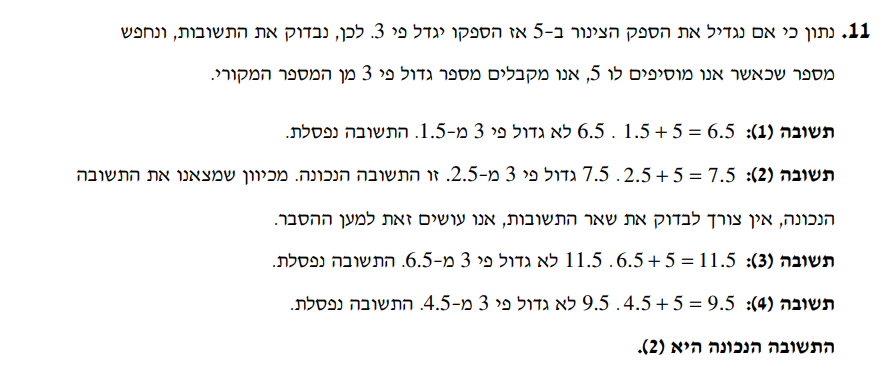 11. נתון כי אם נגדיל את הספק הצינור ב-5 אז הספקו יגדל פי 3. לכן, נבדוק את התשובות, ונחפש
מספר שכאשר אנו מוסיפים לו 5, אנו מקבלים מספר גדול פי 3 מן המספר המקורי.
תשובה (1): 1.5 + 5 = 6.5 . 6.5 לא גדול פי 3 מ-1.5. התשובה נפסלת.
תשובה (2): 2.5 + 5 = 7.5 . 7.5 גדול פי 3 מ-2.5. זו התשובה הנכונה. מכיוון שמצאנו את התשובה
הנכונה, אין צורך לבדוק את שאר התשובות, אנו עושים זאת למען ההסבר.
תשובה (3): 6.5 + 5 = 11.5 . 11.5 לא גדול פי 3 מ-6.5. התשובה נפסלת.
תשובה (4): 4.5 + 5 = 9.5 . 9.5 לא גדול פי 3 מ-4.5. התשובה נפסלת.
התשובה הנכונה היא (2).